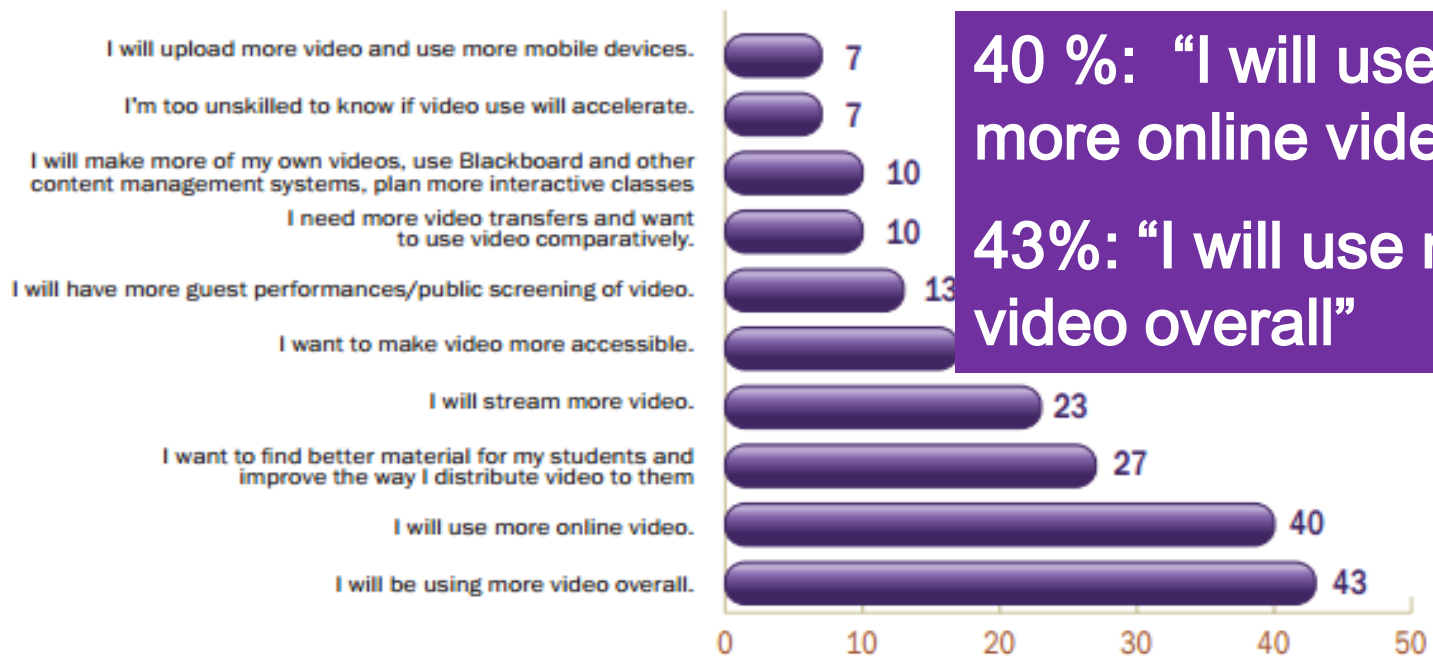 I will upload more video and use more mobile devices.
7
I'm too unskilled to know if video use will accelerate.
7
I will make more of my own videos, use Blackboard and other
content management systems, plan more interactive classes
10
I need more video transfers and want
to use video comparatively.
10
I will have more guest performances/public screening of video.
13
I want to make video more accessible.
I will stream more video.
23
I want to find better material for my students and
improve the way I distribute video to them
27
I will use more online video.
40
I will be using more video overall.
43
0 10 20 30 40 50
40 %: “I will use
more online
43%: “I will use
video overall”